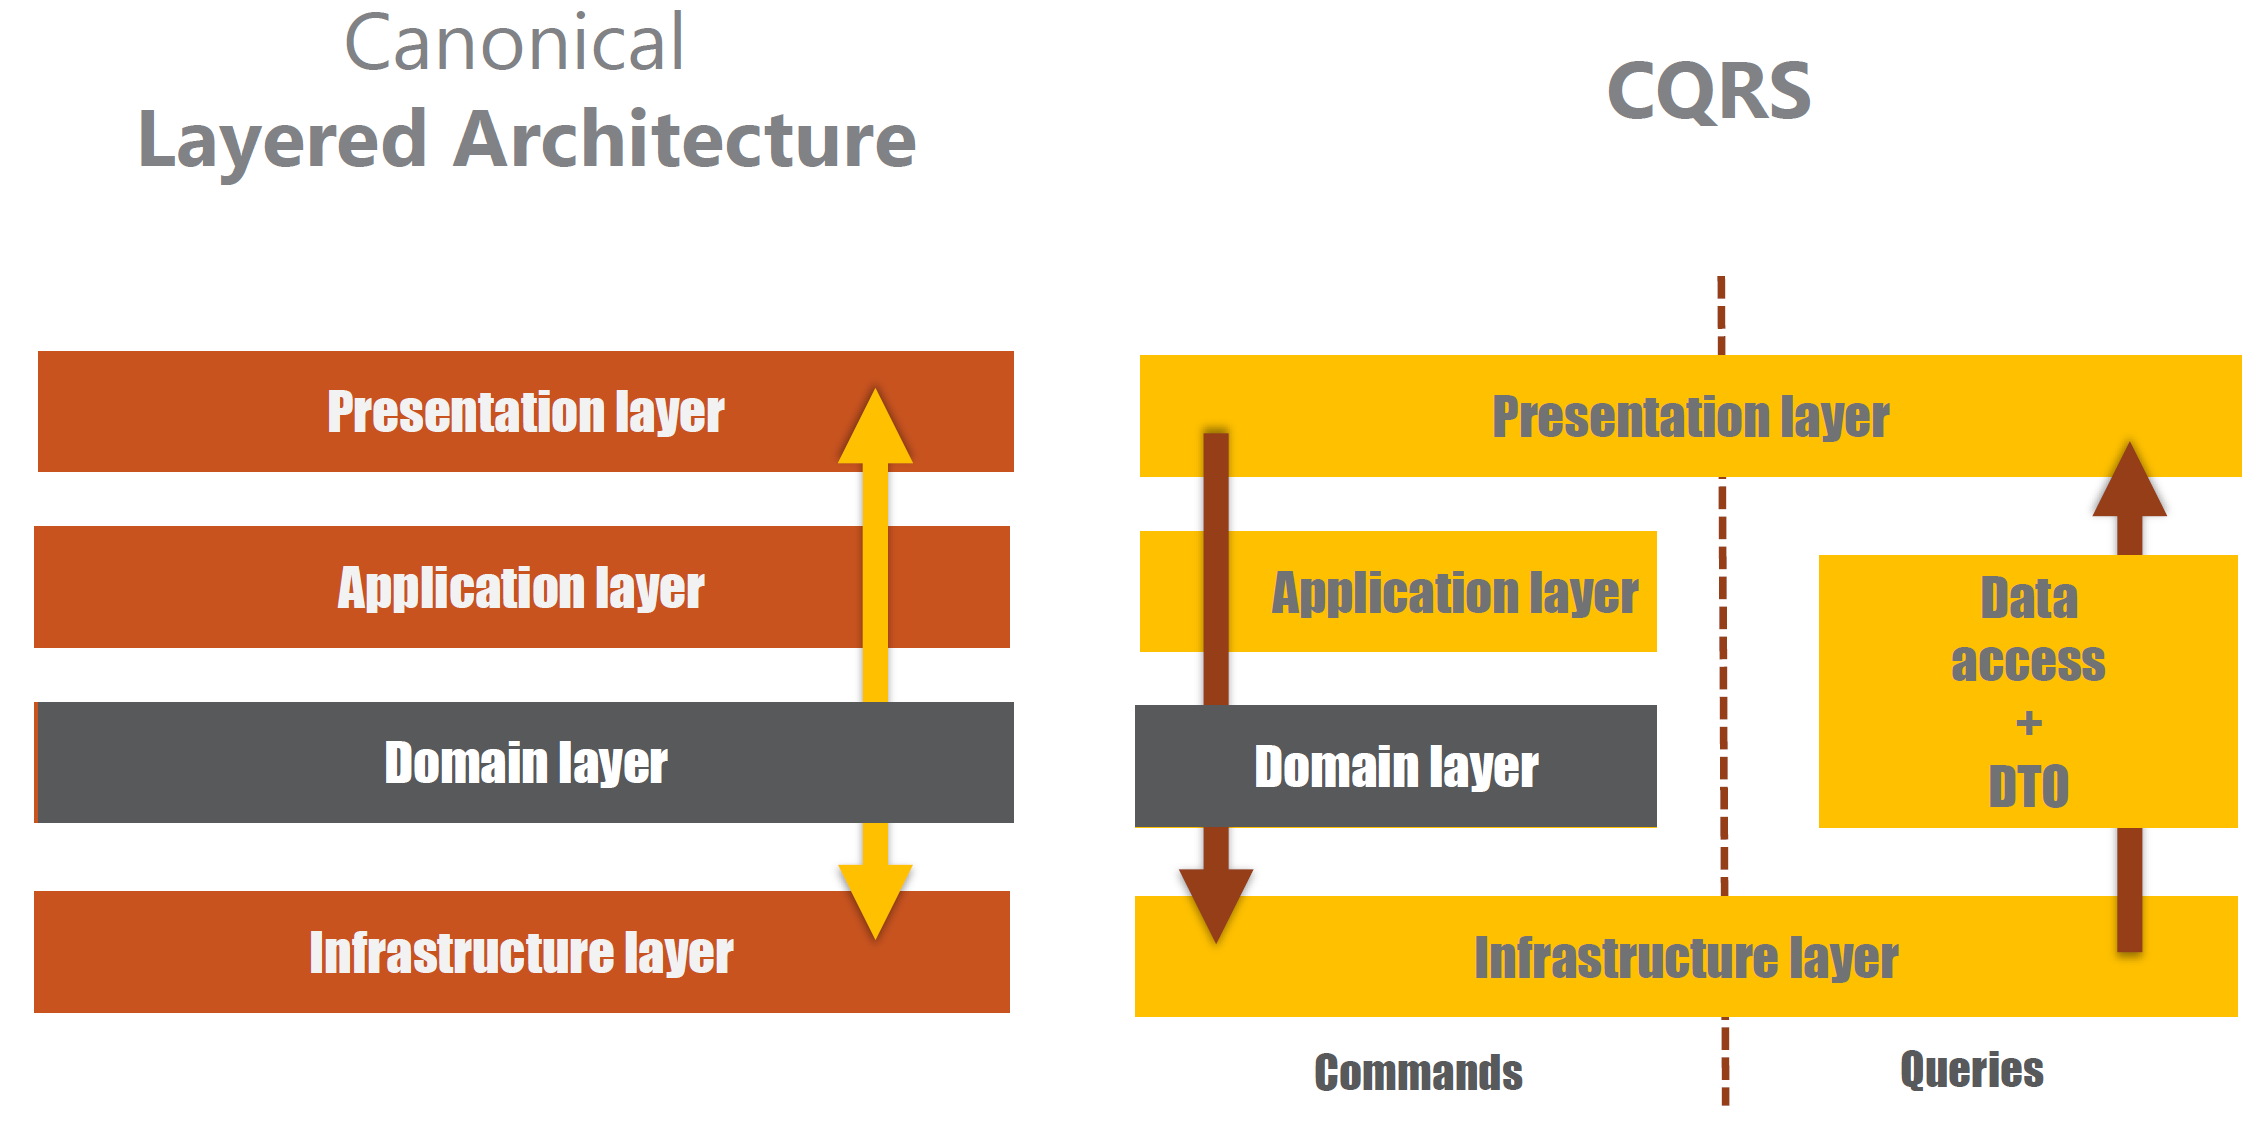 Canonical
Layered Architecture
Presentation layer
Application layer
Domain layer
Infrastructure layer
CQRS
Presentation layer
Application layer
Domain layer
Data
access
+
DTO
Infrastructure layer
Commands
Queries